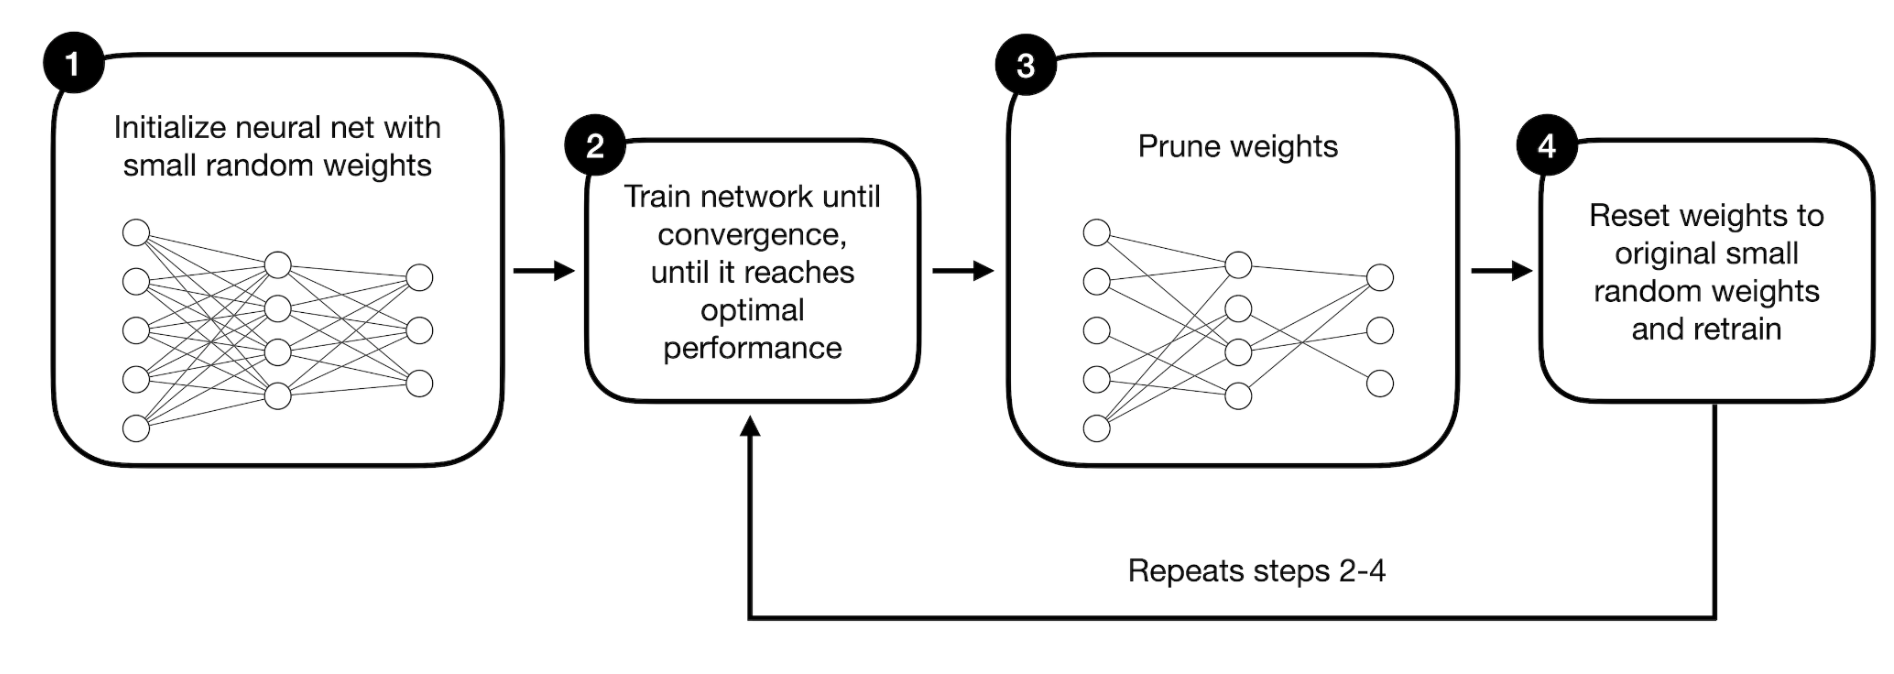 1
Initialize neural net with
small random weights
2
Train network until
convergence,
until it reaches
optimal
performance
3
Prune weights
4
Reset weights to
original small
random weights
and retrain
Repeats steps 2-4